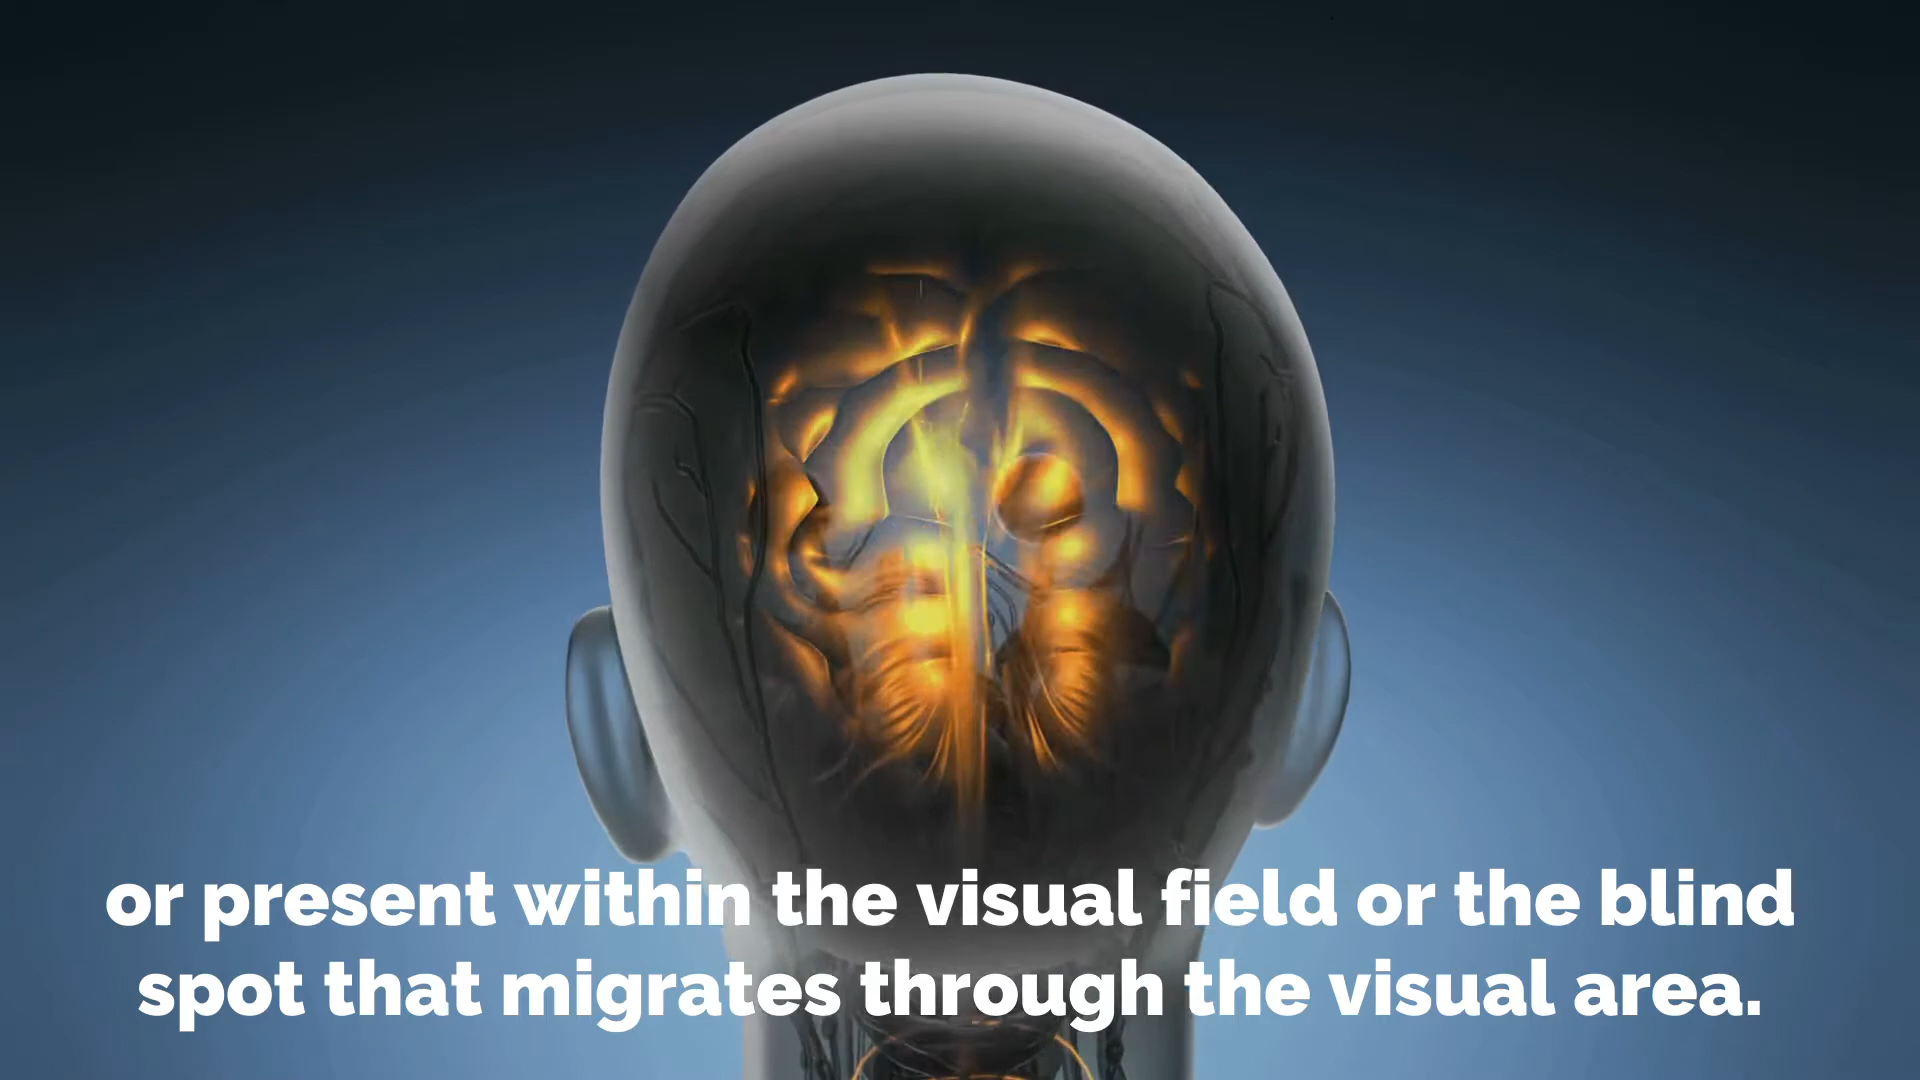 or present within the visual field or the blind
spot that migrates through the visual area.